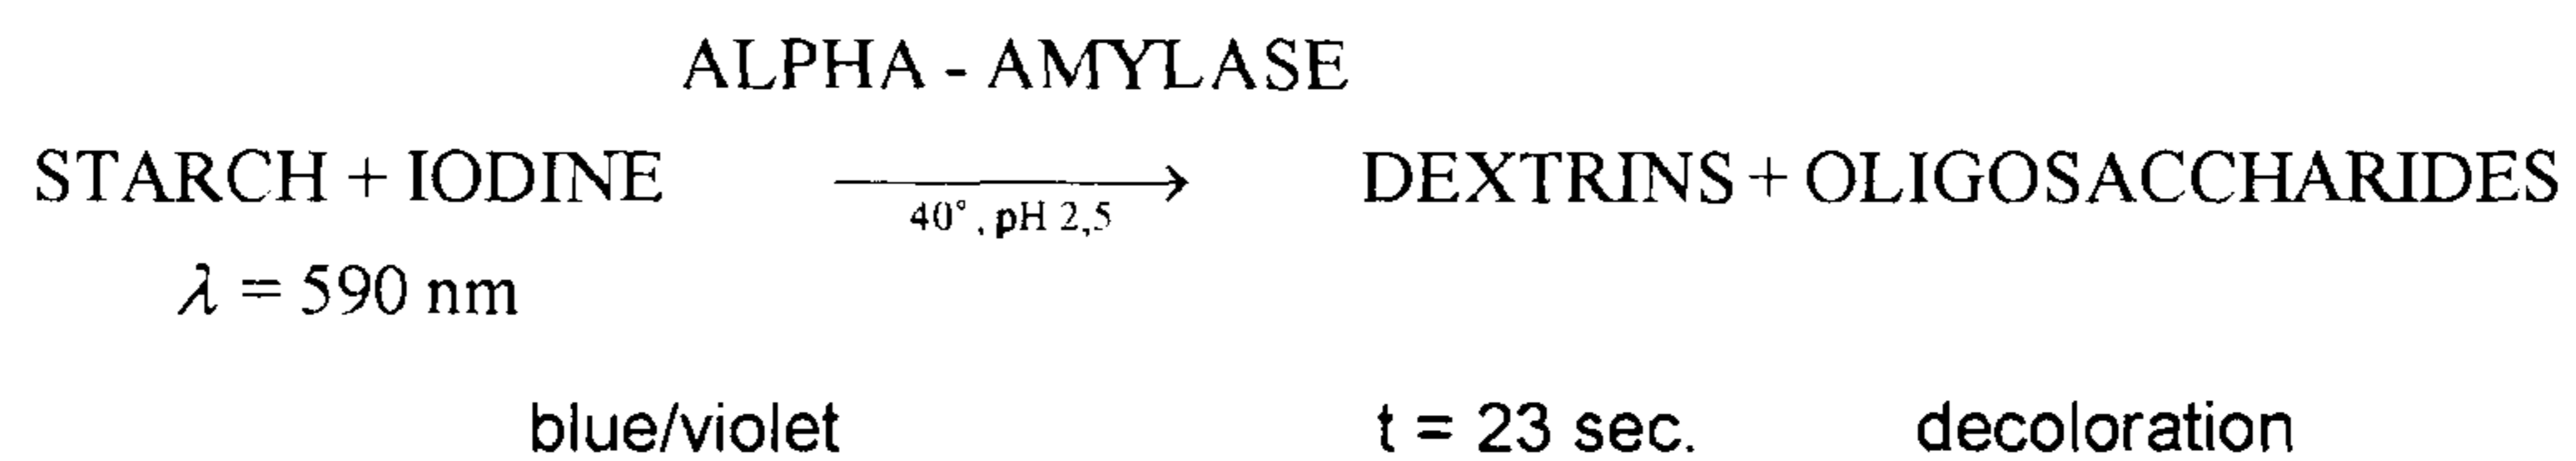 ALPHA - AMYLASE
STARCH + IODINE → DEXTRINS + OLIGOSACCHARIDES
40°, pH 2,5
λ = 590 nm
blue/violet t = 23 sec. decoloration